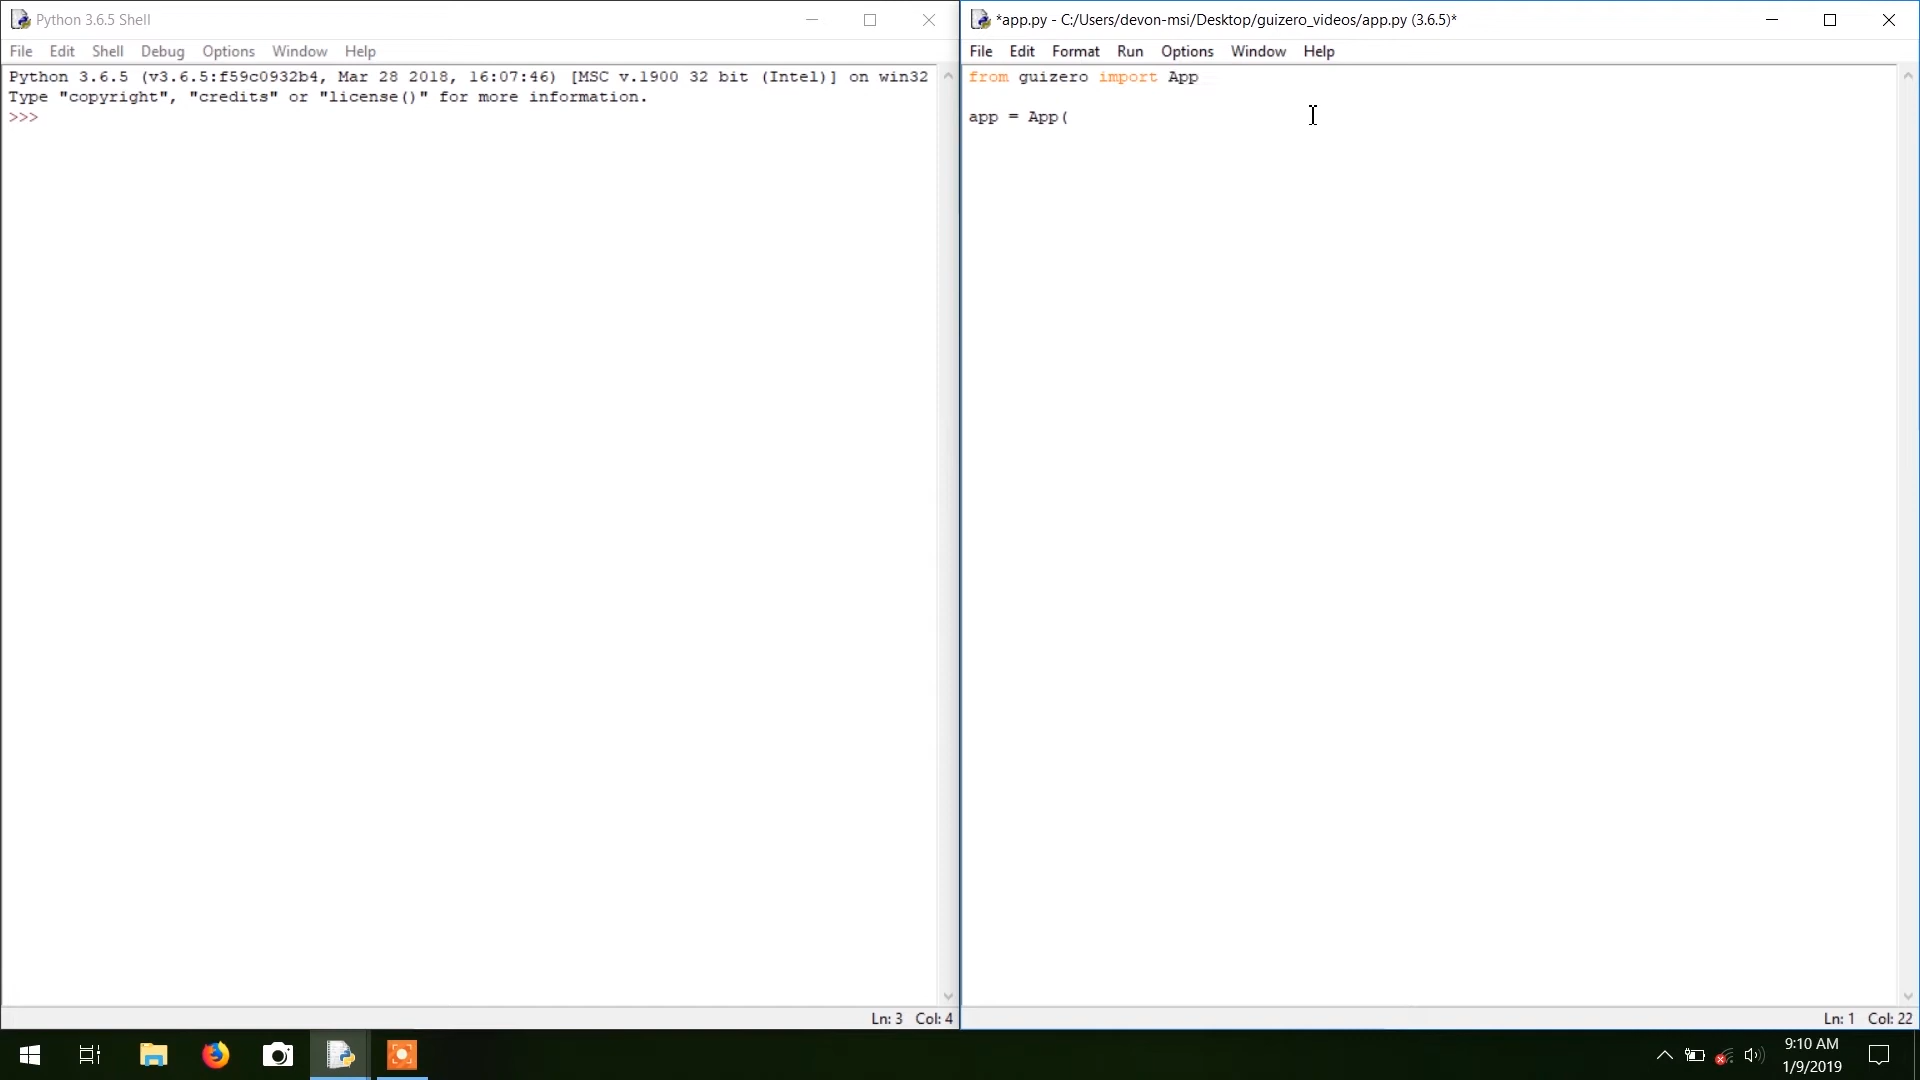 Python 3.6.5 Shell
File Edit Shell Debug Options Window Help
Python 3.6.5 (v3.6.5:f59c0932b4, Mar 28 2018, 16:07:46) [MSC v.1900 32 bit (Intel)] on win32
Type "copyright", "credits" or "license()" for more information.
>>>
Ln: 3 Col: 4
*app.py - C:/Users/devon-msi/Desktop/guizero_videos/app.py (3.6.5)*
File Edit Format Run Options Window Help
from guizero import App
app = App(
Ln: 1 Col: 22
9:10 AM
1/9/2019